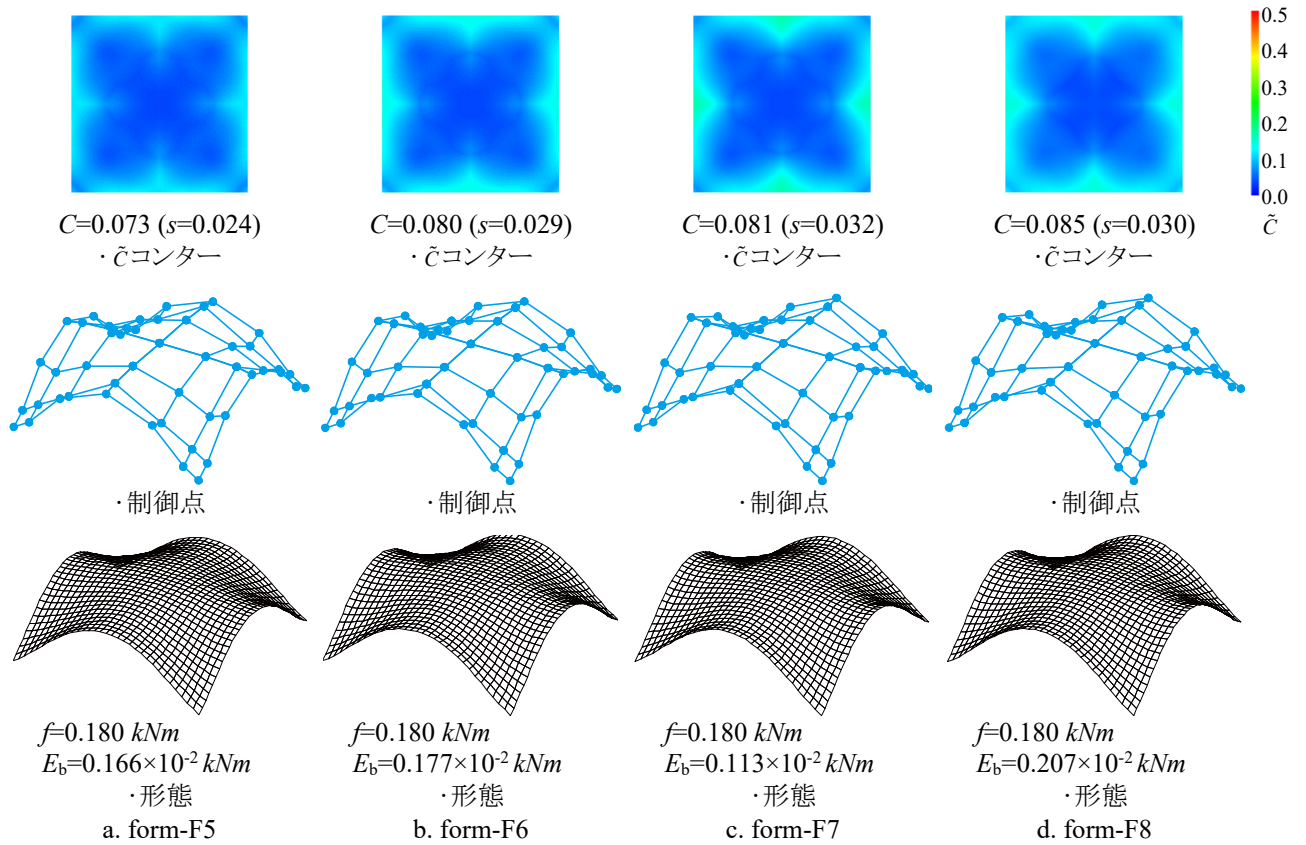 0.5
0.4
0.3
0.2
0.1
0.0
C̃
C=0.073 (s=0.024)
C=0.080 (s=0.029)
C=0.081 (s=0.032)
C=0.085 (s=0.030)
・C̃コンター
・C̃コンター
・C̃コンター
・C̃コンター
・制御点
・制御点
・制御点
・制御点
f=0.180 kNm
f=0.180 kNm
f=0.180 kNm
f=0.180 kNm
E_b=0.166×10⁻² kNm
E_b=0.177×10⁻² kNm
E_b=0.113×10⁻² kNm
E_b=0.207×10⁻² kNm
・形態
・形態
・形態
・形態
a. form-F5
b. form-F6
c. form-F7
d. form-F8